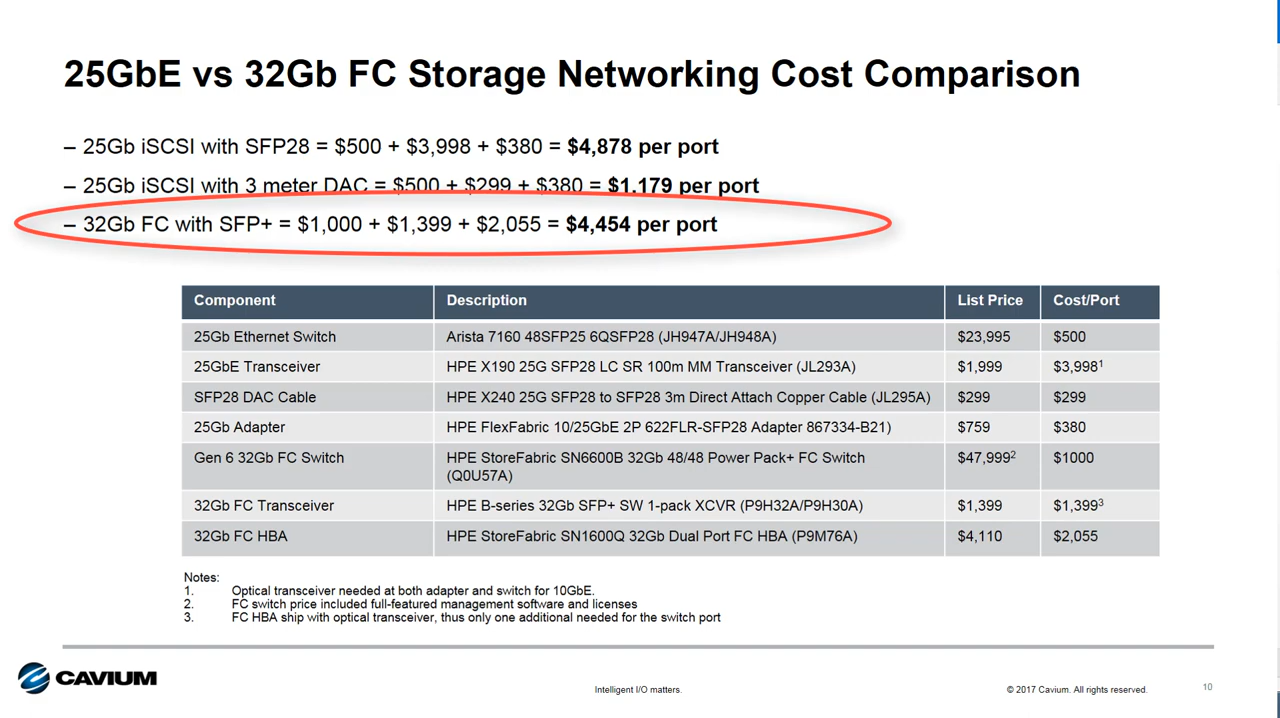 25GbE vs 32Gb FC Storage Networking Cost Comparison
– 25Gb iSCSI with SFP28 = $500 + $3,998 + $380 = $4,878 per port
– 25Gb iSCSI with 3 meter DAC = $500 + $299 + $380 = $1,179 per port
– 32Gb FC with SFP+ = $1,000 + $1,399 + $2,055 = $4,454 per port
Component Description List Price Cost/Port
25Gb Ethernet Switch Arista 7160 48SFP25 6QSFP28 (JH947A/JH948A) $23,995 $500
25GbE Transceiver HPE X190 25G SFP28 LC SR 100m MM Transceiver (JL293A) $1,999 $3,998¹
SFP28 DAC Cable HPE X240 25G SFP28 to SFP28 3m Direct Attach Copper Cable (JL295A) $299 $299
25Gb Adapter HPE FlexFabric 10/25GbE 2P 622FLR-SFP28 Adapter 867334-B21) $759 $380
Gen 6 32Gb FC Switch HPE StoreFabric SN6600B 32Gb 48/48 Power Pack+ FC Switch $47,999² $1000
(Q0U57A)
32Gb FC Transceiver HPE B-series 32Gb SFP+ SW 1-pack XCVR (P9H32A/P9H30A) $1,399 $1,399³
32Gb FC HBA HPE StoreFabric SN1600Q 32Gb Dual Port FC HBA (P9M76A) $4,110 $2,055
Notes:
1. Optical transceiver needed at both adapter and switch for 10GbE.
2. FC switch price included full-featured management software and licenses
3. FC HBA ship with optical transceiver, thus only one additional needed for the switch port
CAVIUM
Intelligent I/O matters.
© 2017 Cavium. All rights reserved.
10